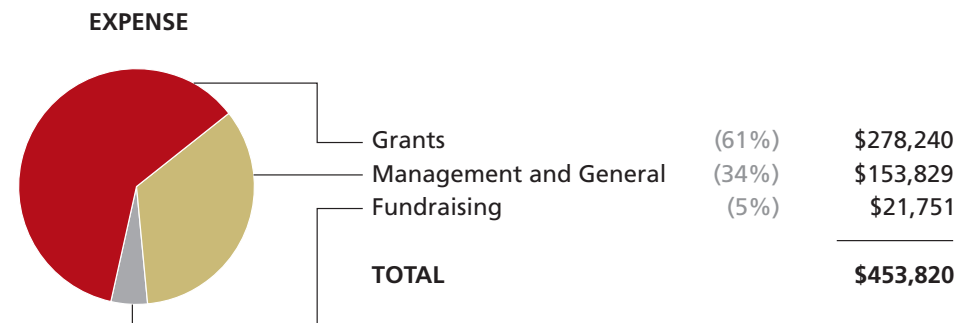 EXPENSE
Grants (61%) $278,240
Management and General (34%) $153,829
Fundraising (5%) $21,751
TOTAL $453,820